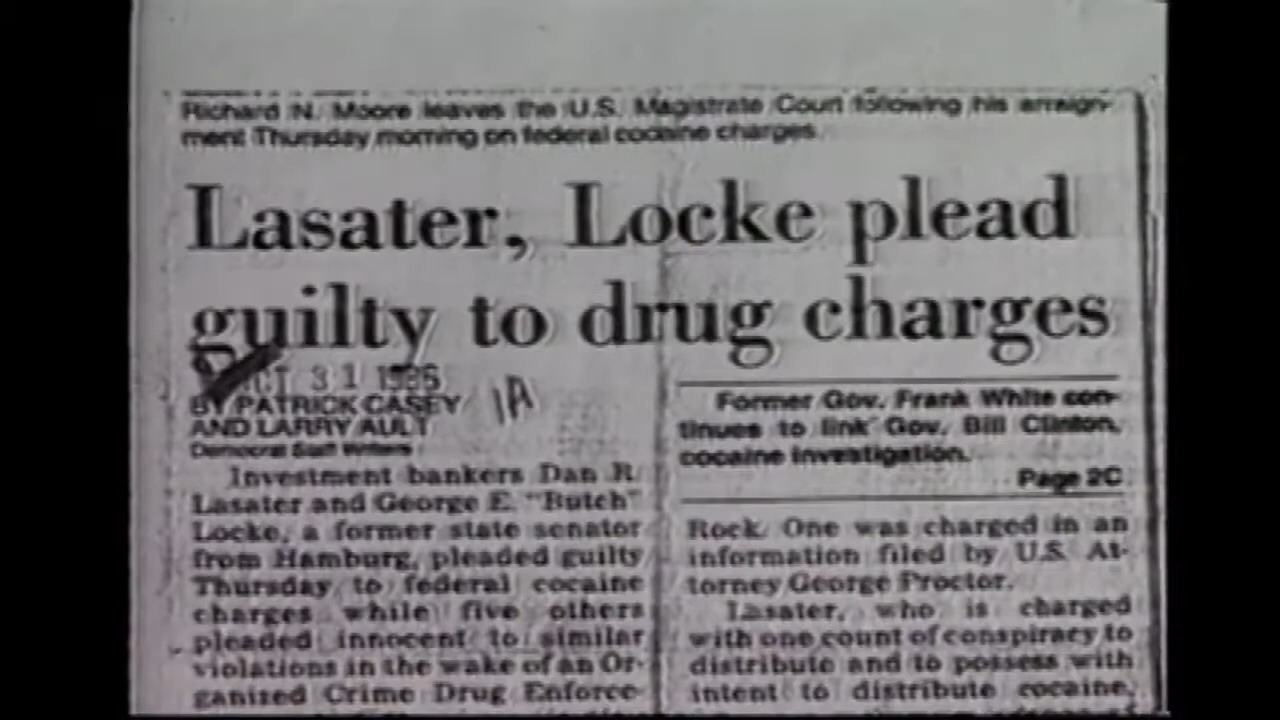 Richard N. Moore leaves the U.S. Magistrate Court following his arraign-
ment Thursday morning on federal cocaine charges.
Lasater, Locke plead
guilty to drug charges
OCT 31 1986
1A
BY PATRICK CASEY
AND LARRY AULT
Democrat Staff Writers
Investment bankers Dan R.
Lasater and George E. "Butch"
Locke, a former state senator
from Hamburg, pleaded guilty
Thursday to federal cocaine
charges while five others
pleaded innocent to similar
violations in the wake of an Or-
ganized Crime Drug Enforce-
Former Gov. Frank White con-
tinues to link Gov. Bill Clinton,
cocaine investigation.
Page 2C
Rock. One was charged in an
information filed by U.S. At-
torney George Proctor.
Lasater, who is charged
with one count of conspiracy to
distribute and to possess with
intent to distribute cocaine,